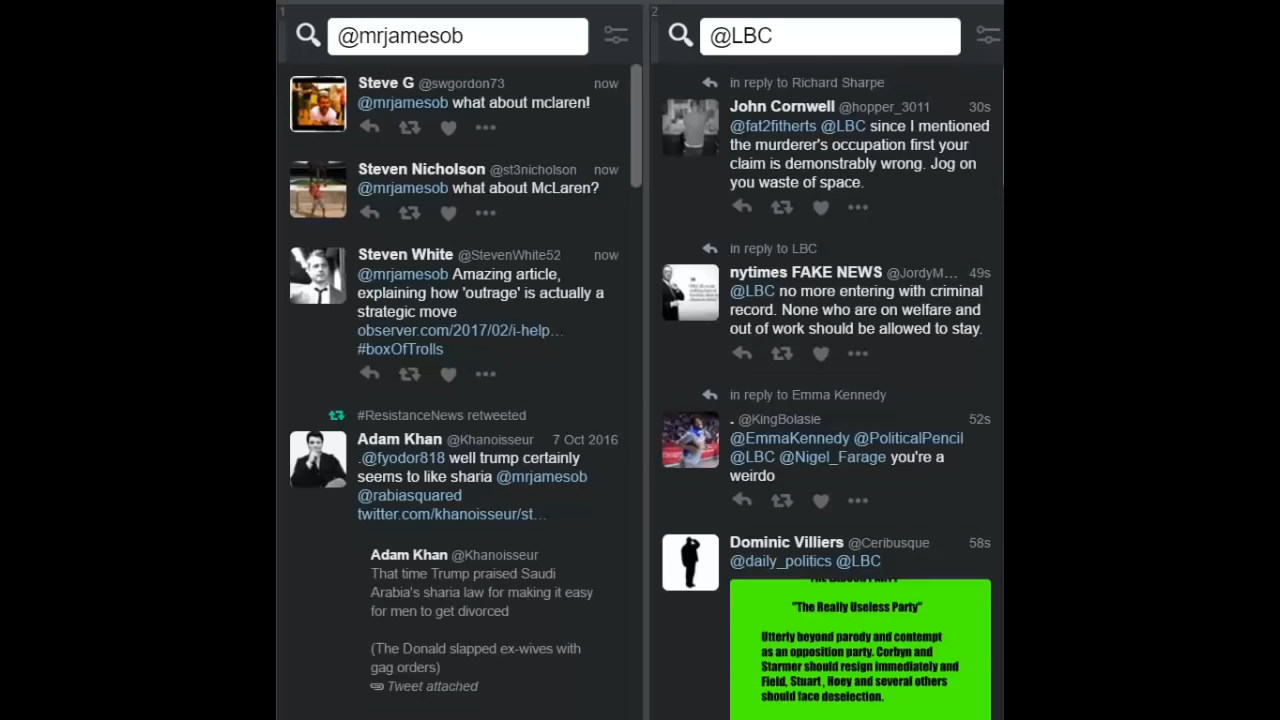 1
@mrjamesob
Steve G @swgordon73 now
@mrjamesob what about mclaren!
Steven Nicholson @st3nicholson now
@mrjamesob what about McLaren?
Steven White @StevenWhite52 now
@mrjamesob Amazing article,
explaining how 'outrage' is actually a
strategic move
observer.com/2017/02/i-help…
#boxOfTrolls
#ResistanceNews retweeted
Adam Khan @Khanoisseur 7 Oct 2016
.@fyodor818 well trump certainly
seems to like sharia @mrjamesob
@rabiasquared
twitter.com/khanoisseur/st…
Adam Khan @Khanoisseur
That time Trump praised Saudi
Arabia's sharia law for making it easy
for men to get divorced
(The Donald slapped ex-wives with
gag orders)
Tweet attached
2
@LBC
in reply to Richard Sharpe
John Cornwell @hopper_3011 30s
@fat2fitherts @LBC since I mentioned
the murderer's occupation first your
claim is demonstrably wrong. Jog on
you waste of space.
in reply to LBC
nytimes FAKE NEWS @JordyM… 49s
@LBC no more entering with criminal
record. None who are on welfare and
out of work should be allowed to stay.
in reply to Emma Kennedy
. @KingBolasie 52s
@EmmaKennedy @PoliticalPencil
@LBC @Nigel_Farage you're a
weirdo
Dominic Villiers @Ceribusque 58s
@daily_politics @LBC
"The Really Useless Party"
Utterly beyond parody and contempt
as an opposition party. Corbyn and
Starmer should resign immediately and
Field, Stuart, Hoey and several others
should face deselection.